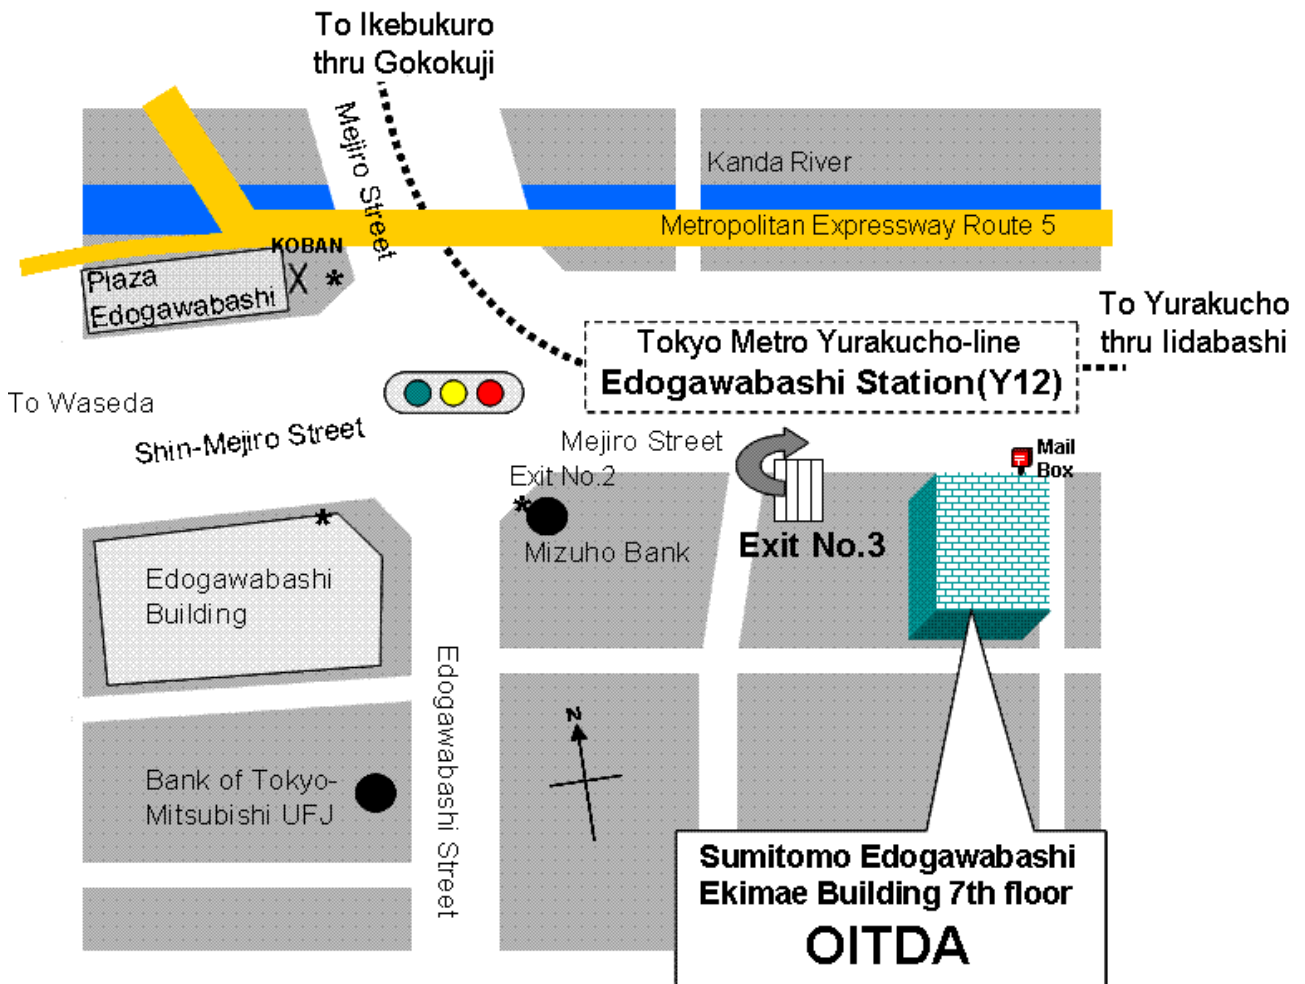 To Ikebukuro
thru Gokokuji
Mejiro Street
Kanda River
Metropolitan Expressway Route 5
KOBAN
X *
Plaza
Edogawabashi
To Yurakucho
thru Iidabashi
Tokyo Metro Yurakucho-line
Edogawabashi Station(Y12)
To Waseda
Shin-Mejiro Street
Mejiro Street
Mail
Box
Exit No.2
*
*
Mizuho Bank
Exit No.3
Edogawabashi
Building
Edogawabashi Street
N
Bank of Tokyo-
Mitsubishi UFJ
Sumitomo Edogawabashi
Ekimae Building 7th floor
OITDA